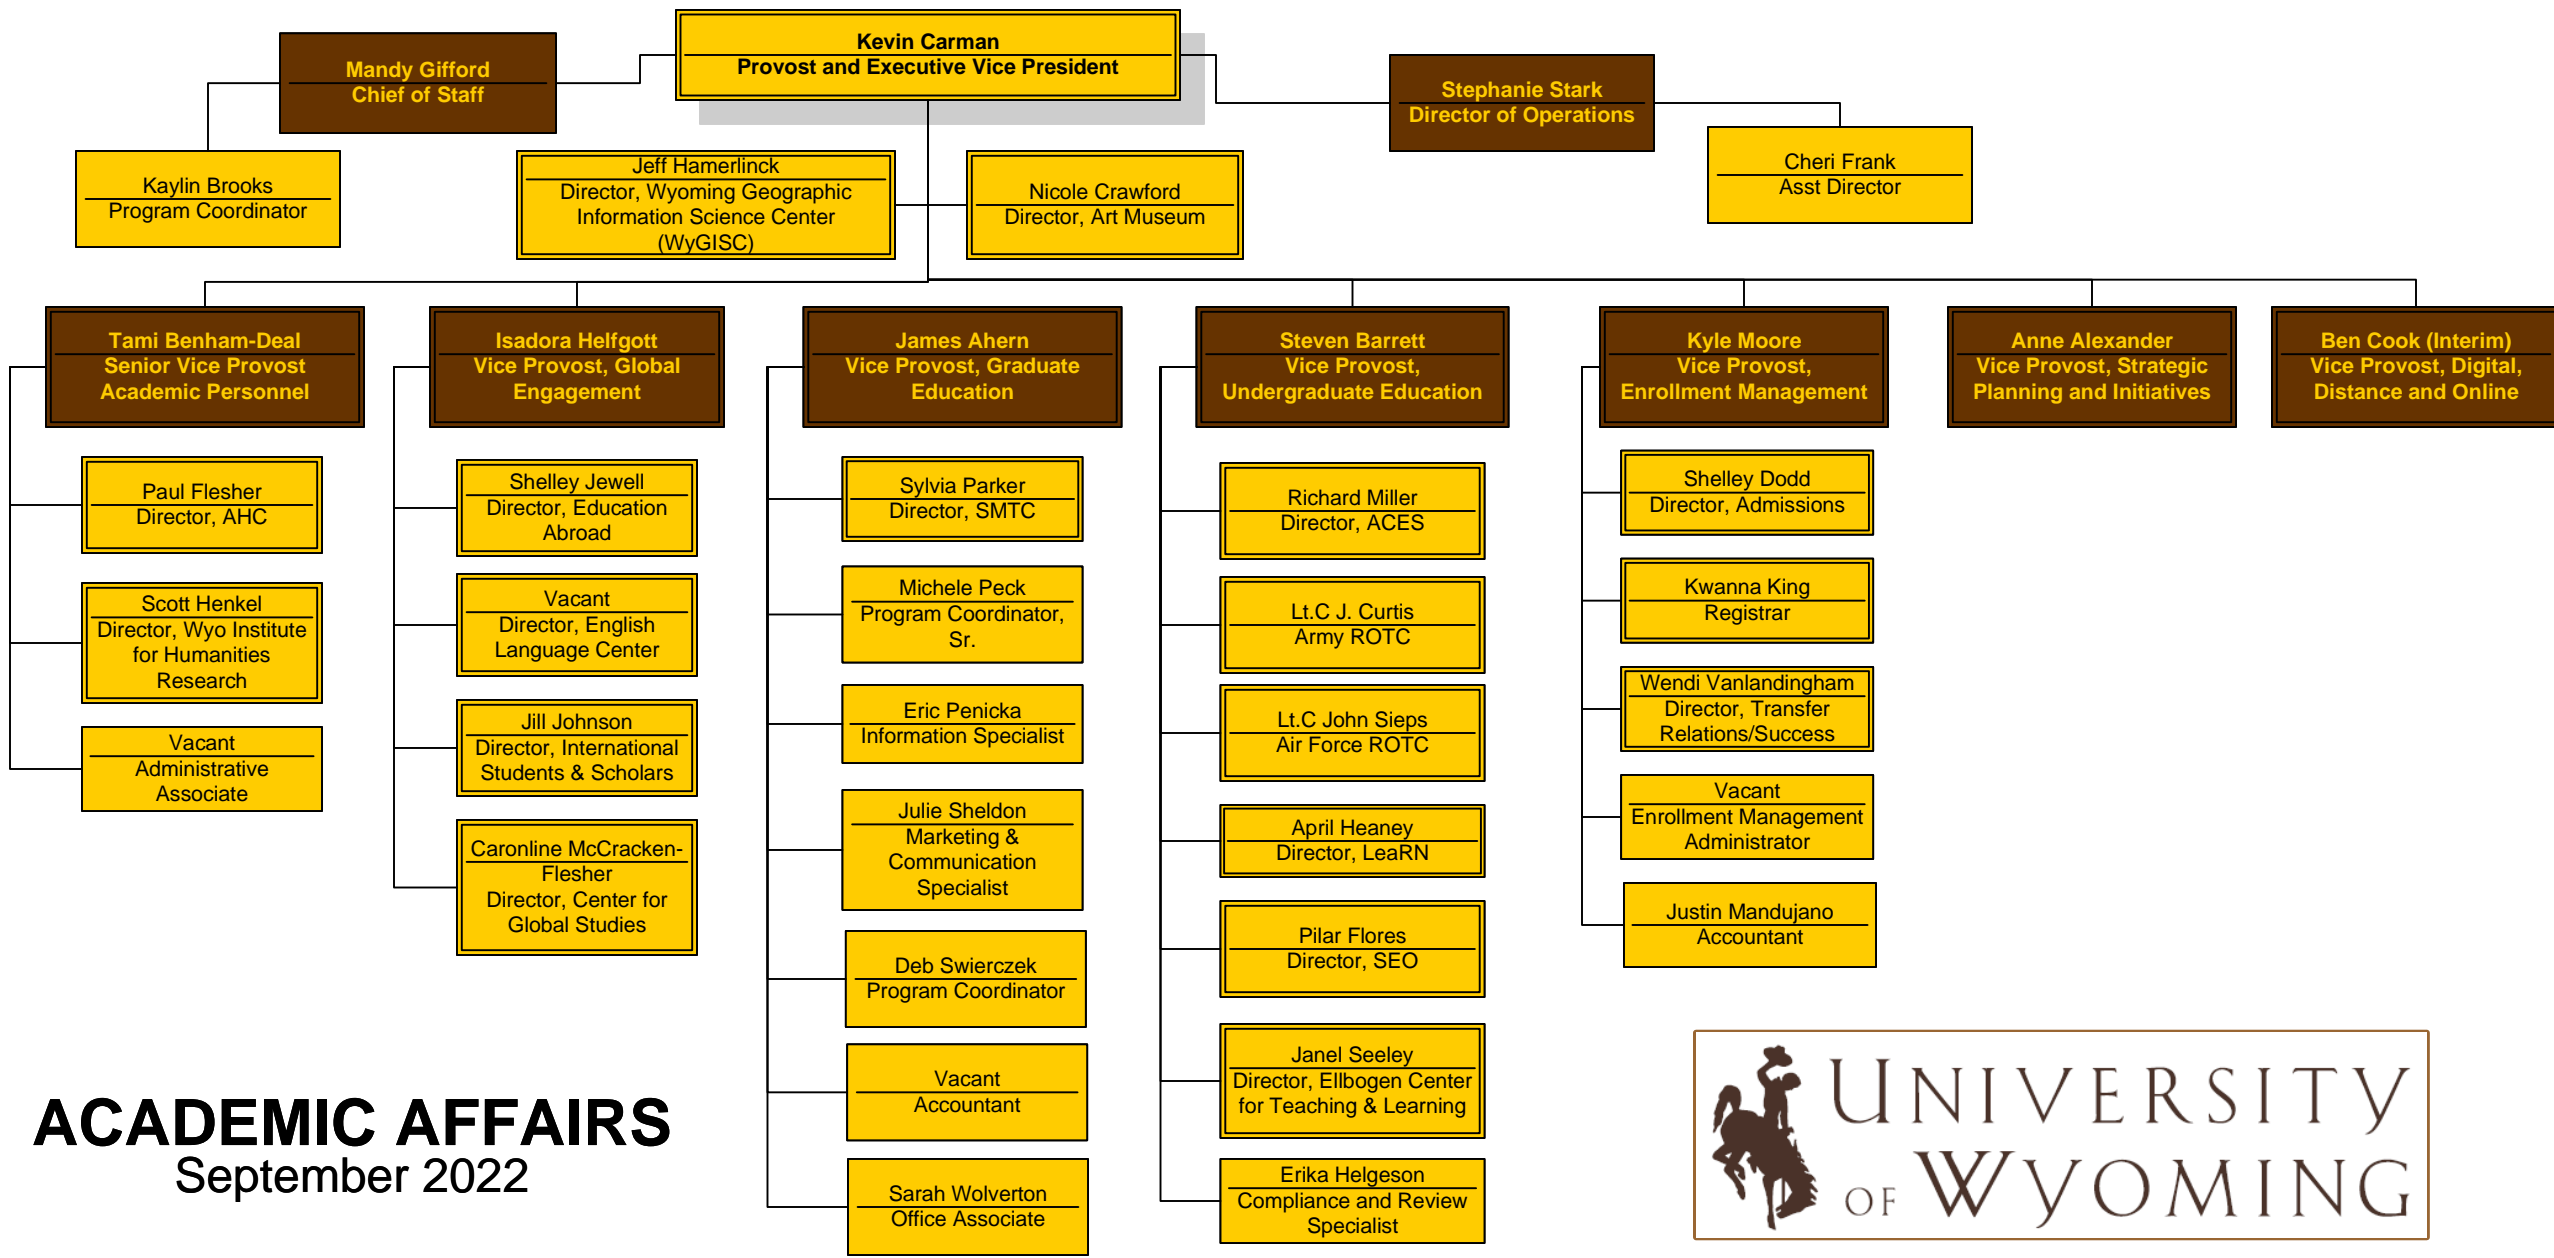 Kevin Carman
Provost and Executive Vice President
Mandy Gifford
Chief of Staff
Stephanie Stark
Director of Operations
Kaylin Brooks
Program Coordinator
Jeff Hamerlinck
Director, Wyoming Geographic
Information Science Center
(WyGISC)
Nicole Crawford
Director, Art Museum
Cheri Frank
Asst Director
Tami Benham-Deal
Senior Vice Provost
Academic Personnel
Paul Flesher
Director, AHC
Scott Henkel
Director, Wyo Institute
for Humanities
Research
Vacant
Administrative
Associate
Isadora Helfgott
Vice Provost, Global
Engagement
Shelley Jewell
Director, Education
Abroad
Vacant
Director, English
Language Center
Jill Johnson
Director, International
Students & Scholars
Caronline McCracken-
Flesher
Director, Center for
Global Studies
James Ahern
Vice Provost, Graduate
Education
Sylvia Parker
Director, SMTC
Michele Peck
Program Coordinator,
Sr.
Eric Penicka
Information Specialist
Julie Sheldon
Marketing &
Communication
Specialist
Deb Swierczek
Program Coordinator
Vacant
Accountant
Sarah Wolverton
Office Associate
Steven Barrett
Vice Provost,
Undergraduate Education
Richard Miller
Director, ACES
Lt.C J. Curtis
Army ROTC
Lt.C John Sieps
Air Force ROTC
April Heaney
Director, LeaRN
Pilar Flores
Director, SEO
Janel Seeley
Director, Ellbogen Center
for Teaching & Learning
Erika Helgeson
Compliance and Review
Specialist
Kyle Moore
Vice Provost,
Enrollment Management
Shelley Dodd
Director, Admissions
Kwanna King
Registrar
Wendi Vanlandingham
Director, Transfer
Relations/Success
Vacant
Enrollment Management
Administrator
Justin Mandujano
Accountant
Anne Alexander
Vice Provost, Strategic
Planning and Initiatives
Ben Cook (Interim)
Vice Provost, Digital,
Distance and Online
ACADEMIC AFFAIRS
September 2022
UNIVERSITY
OF WYOMING